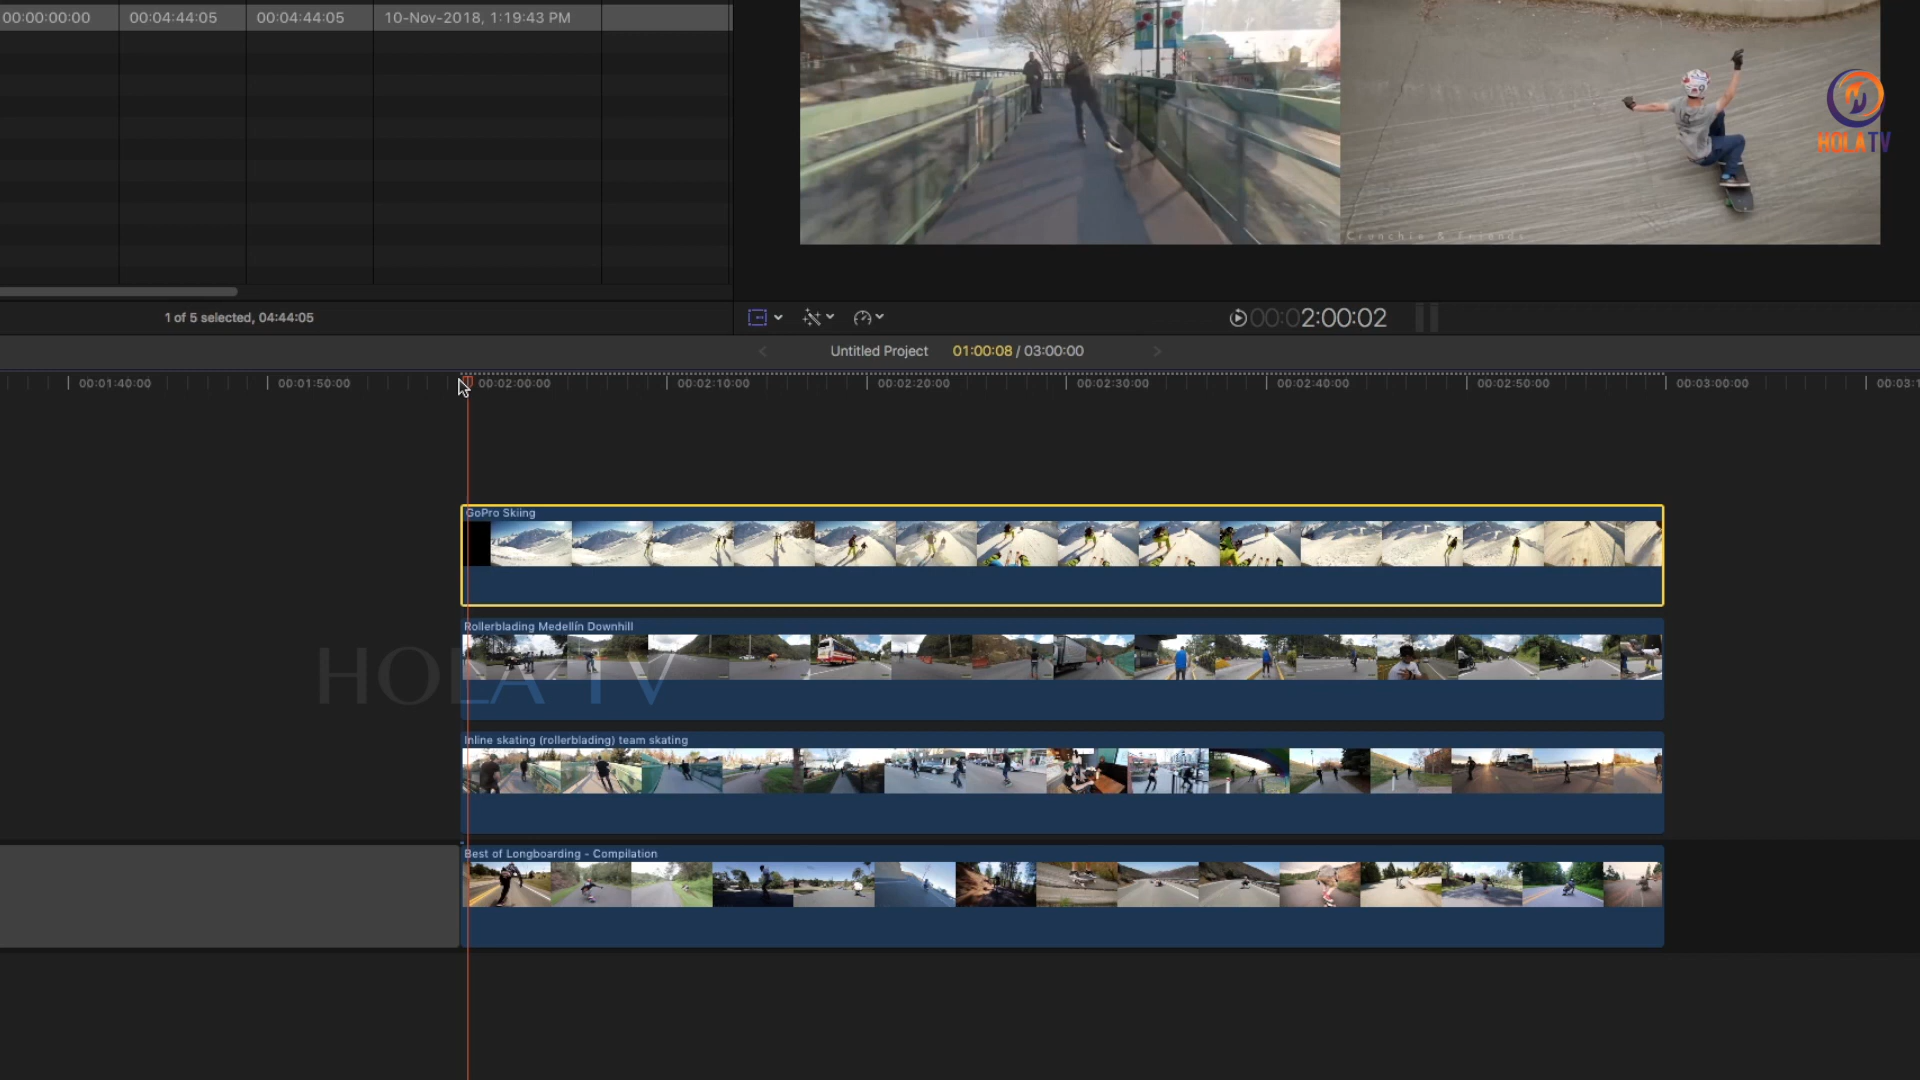 00:00:00:00 00:04:44:05 00:04:44:05 10-Nov-2018, 1:19:43 PM
HOLATV
Crunchie & Friends
1 of 5 selected, 04:44:05
00:02:00:02
Untitled Project 01:00:08 / 03:00:00
00:01:40:00 00:01:50:00 00:02:00:00 00:02:10:00 00:02:20:00 00:02:30:00 00:02:40:00 00:02:50:00 00:03:00:00 00:03:1
GoPro Skiing
Rollerblading Medellín Downhill
HOLA TV
Inline skating (rollerblading) team skating
Best of Longboarding - Compilation